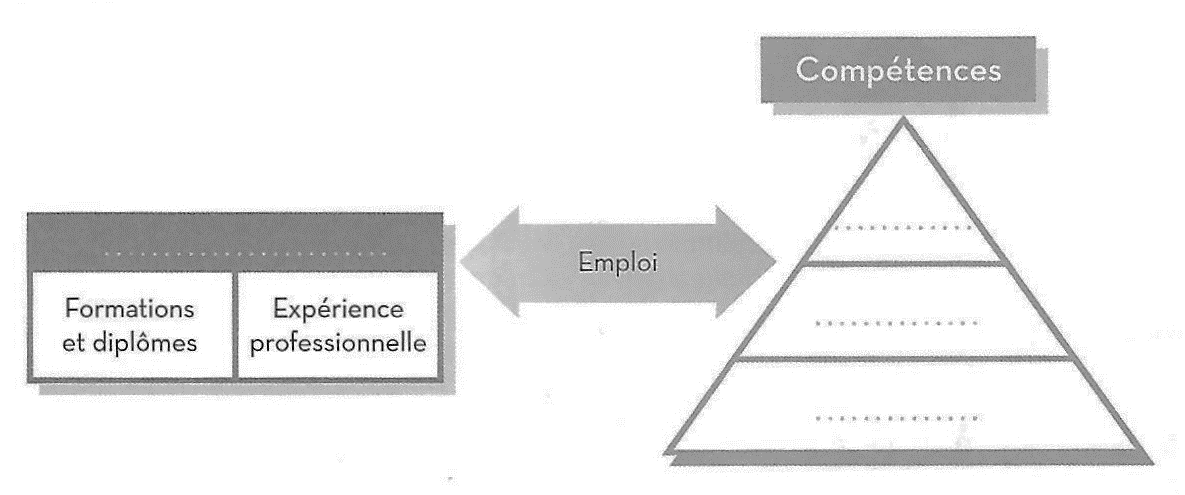 Compétences
............
Emploi
........................
Formations
et diplômes
Expérience
professionnelle
..............
..............